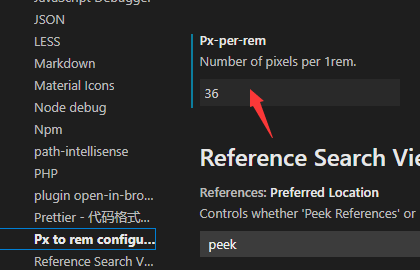 JavaScript Debugger
JSON
LESS
Markdown
Material Icons
Node debug
Npm
path-intellisense
PHP
plugin open-in-bro...
Prettier - 代码格式...
Px to rem configu...
Reference Search V...
Px-per-rem
Number of pixels per 1rem.
36
Reference Search Vie
References: Preferred Location
Controls whether 'Peek References' or
peek